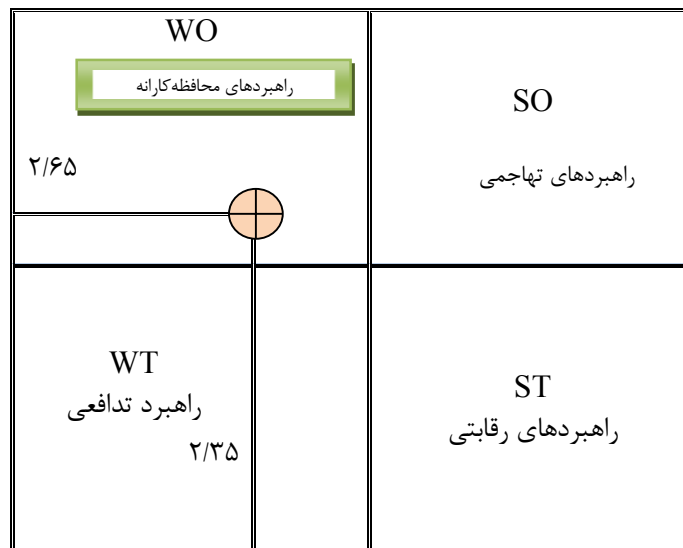 WO
راهبردهای محافظه‌کارانه
۲/۶۵
SO
راهبردهای تهاجمی
WT
راهبرد تدافعی
۲/۳۵
ST
راهبردهای رقابتی